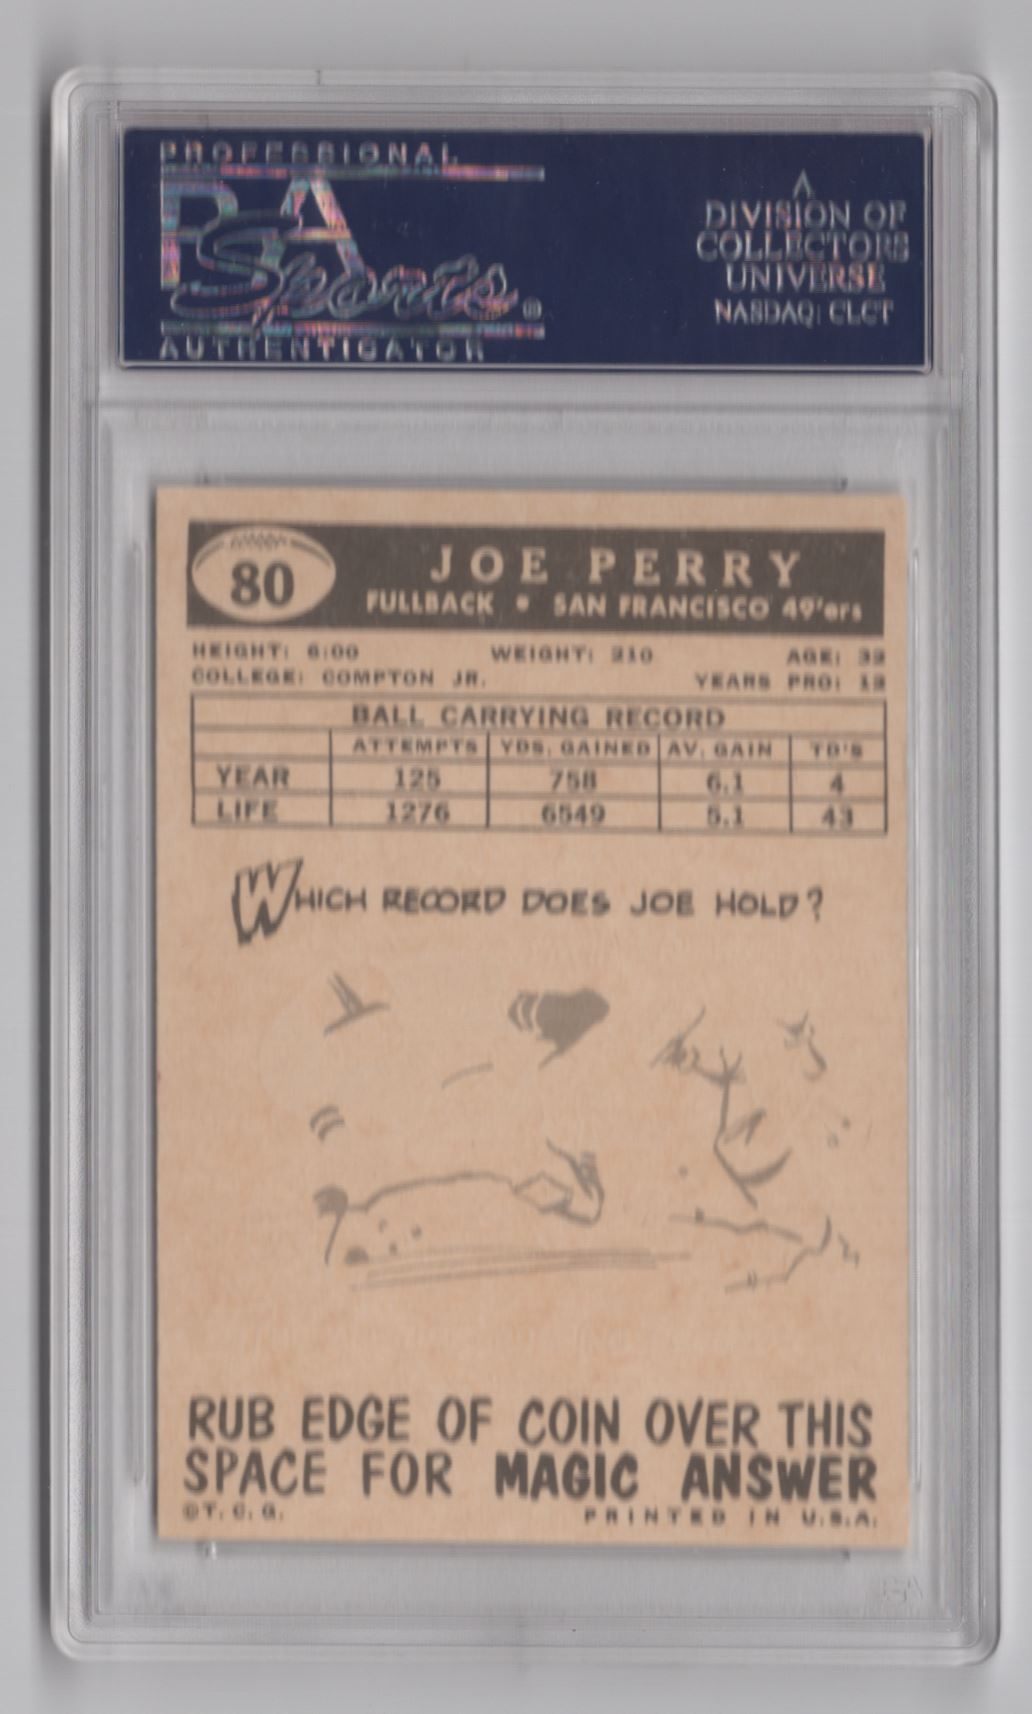 PROFESSIONAL
PSA
Sports®
AUTHENTICATOR
A
DIVISION OF
COLLECTORS
UNIVERSE
NASDAQ: CLCT
80
JOE PERRY
FULLBACK • SAN FRANCISCO 49'ers
HEIGHT: 6:00 WEIGHT: 210 AGE:
COLLEGE: COMPTON JR. YEARS PRO:
BALL CARRYING RECORD
ATTEMPTS YDS. GAINED AV. GAIN TD'S
YEAR 125 758 6.1 4
LIFE 1276 6549 5.1 43
WHICH RECORD DOES JOE HOLD?
RUB EDGE OF COIN OVER THIS
SPACE FOR MAGIC ANSWER
©T.C.G. PRINTED IN U.S.A.